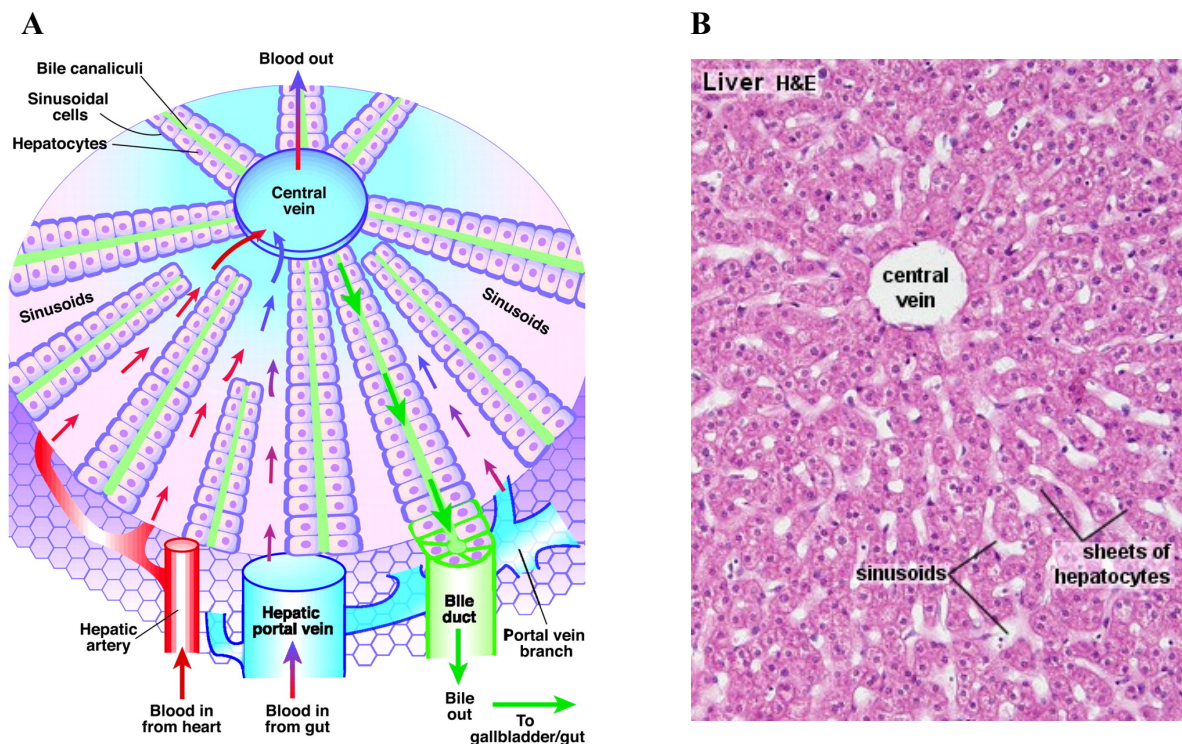 A
Blood out
Bile canaliculi
Sinusoidal
cells
Hepatocytes
Central
vein
Sinusoids
Sinusoids
Hepatic
artery
Hepatic
portal vein
Bile
duct
Portal vein
branch
Blood in
from heart
Blood in
from gut
Bile
out
To
gallbladder/gut
B
Liver H&E
central
vein
sinusoids
sheets of
hepatocytes